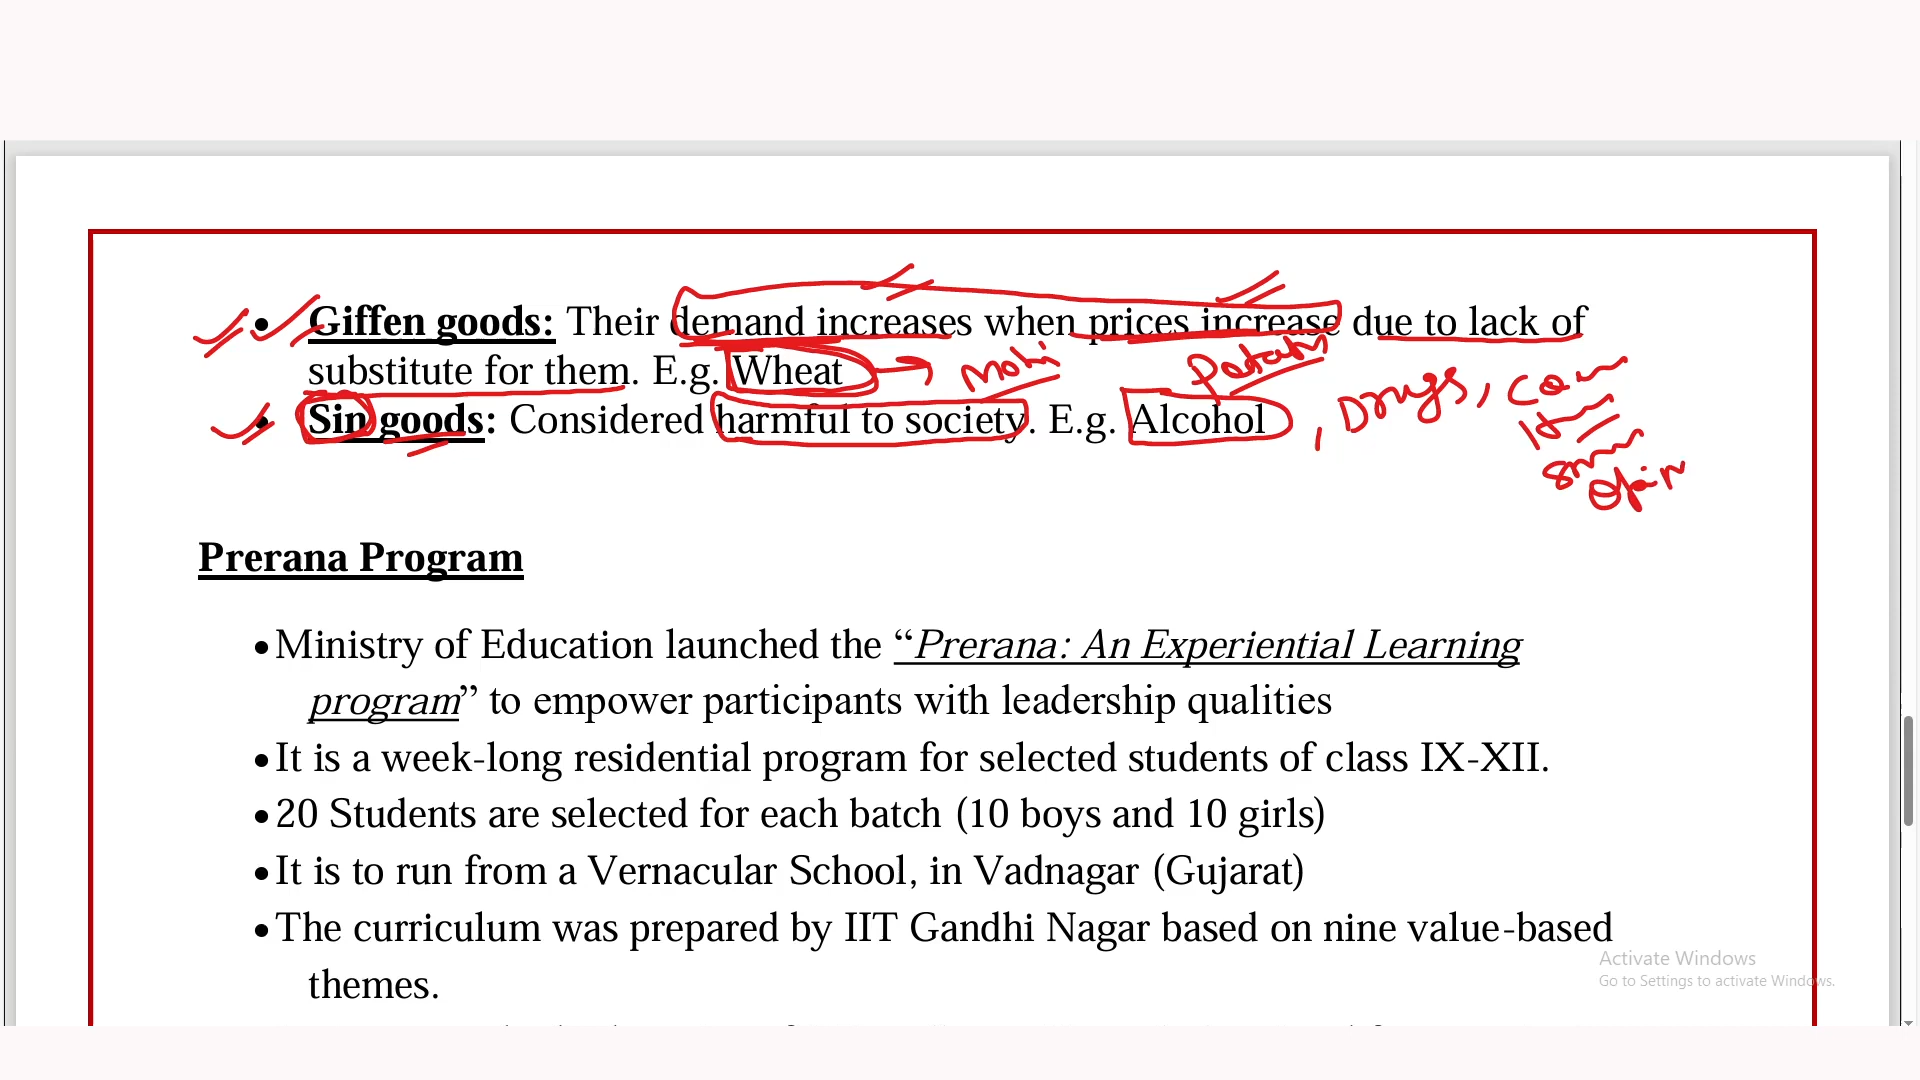 • Giffen goods: Their demand increases when prices increase due to lack of
substitute for them. E.g. Wheat
• Sin goods: Considered harmful to society. E.g. Alcohol , Drugs,
Prerana Program
• Ministry of Education launched the “Prerana: An Experiential Learning
program” to empower participants with leadership qualities
• It is a week-long residential program for selected students of class IX-XII.
• 20 Students are selected for each batch (10 boys and 10 girls)
• It is to run from a Vernacular School, in Vadnagar (Gujarat)
• The curriculum was prepared by IIT Gandhi Nagar based on nine value-based
themes.
Activate Windows
Go to Settings to activate Windows.